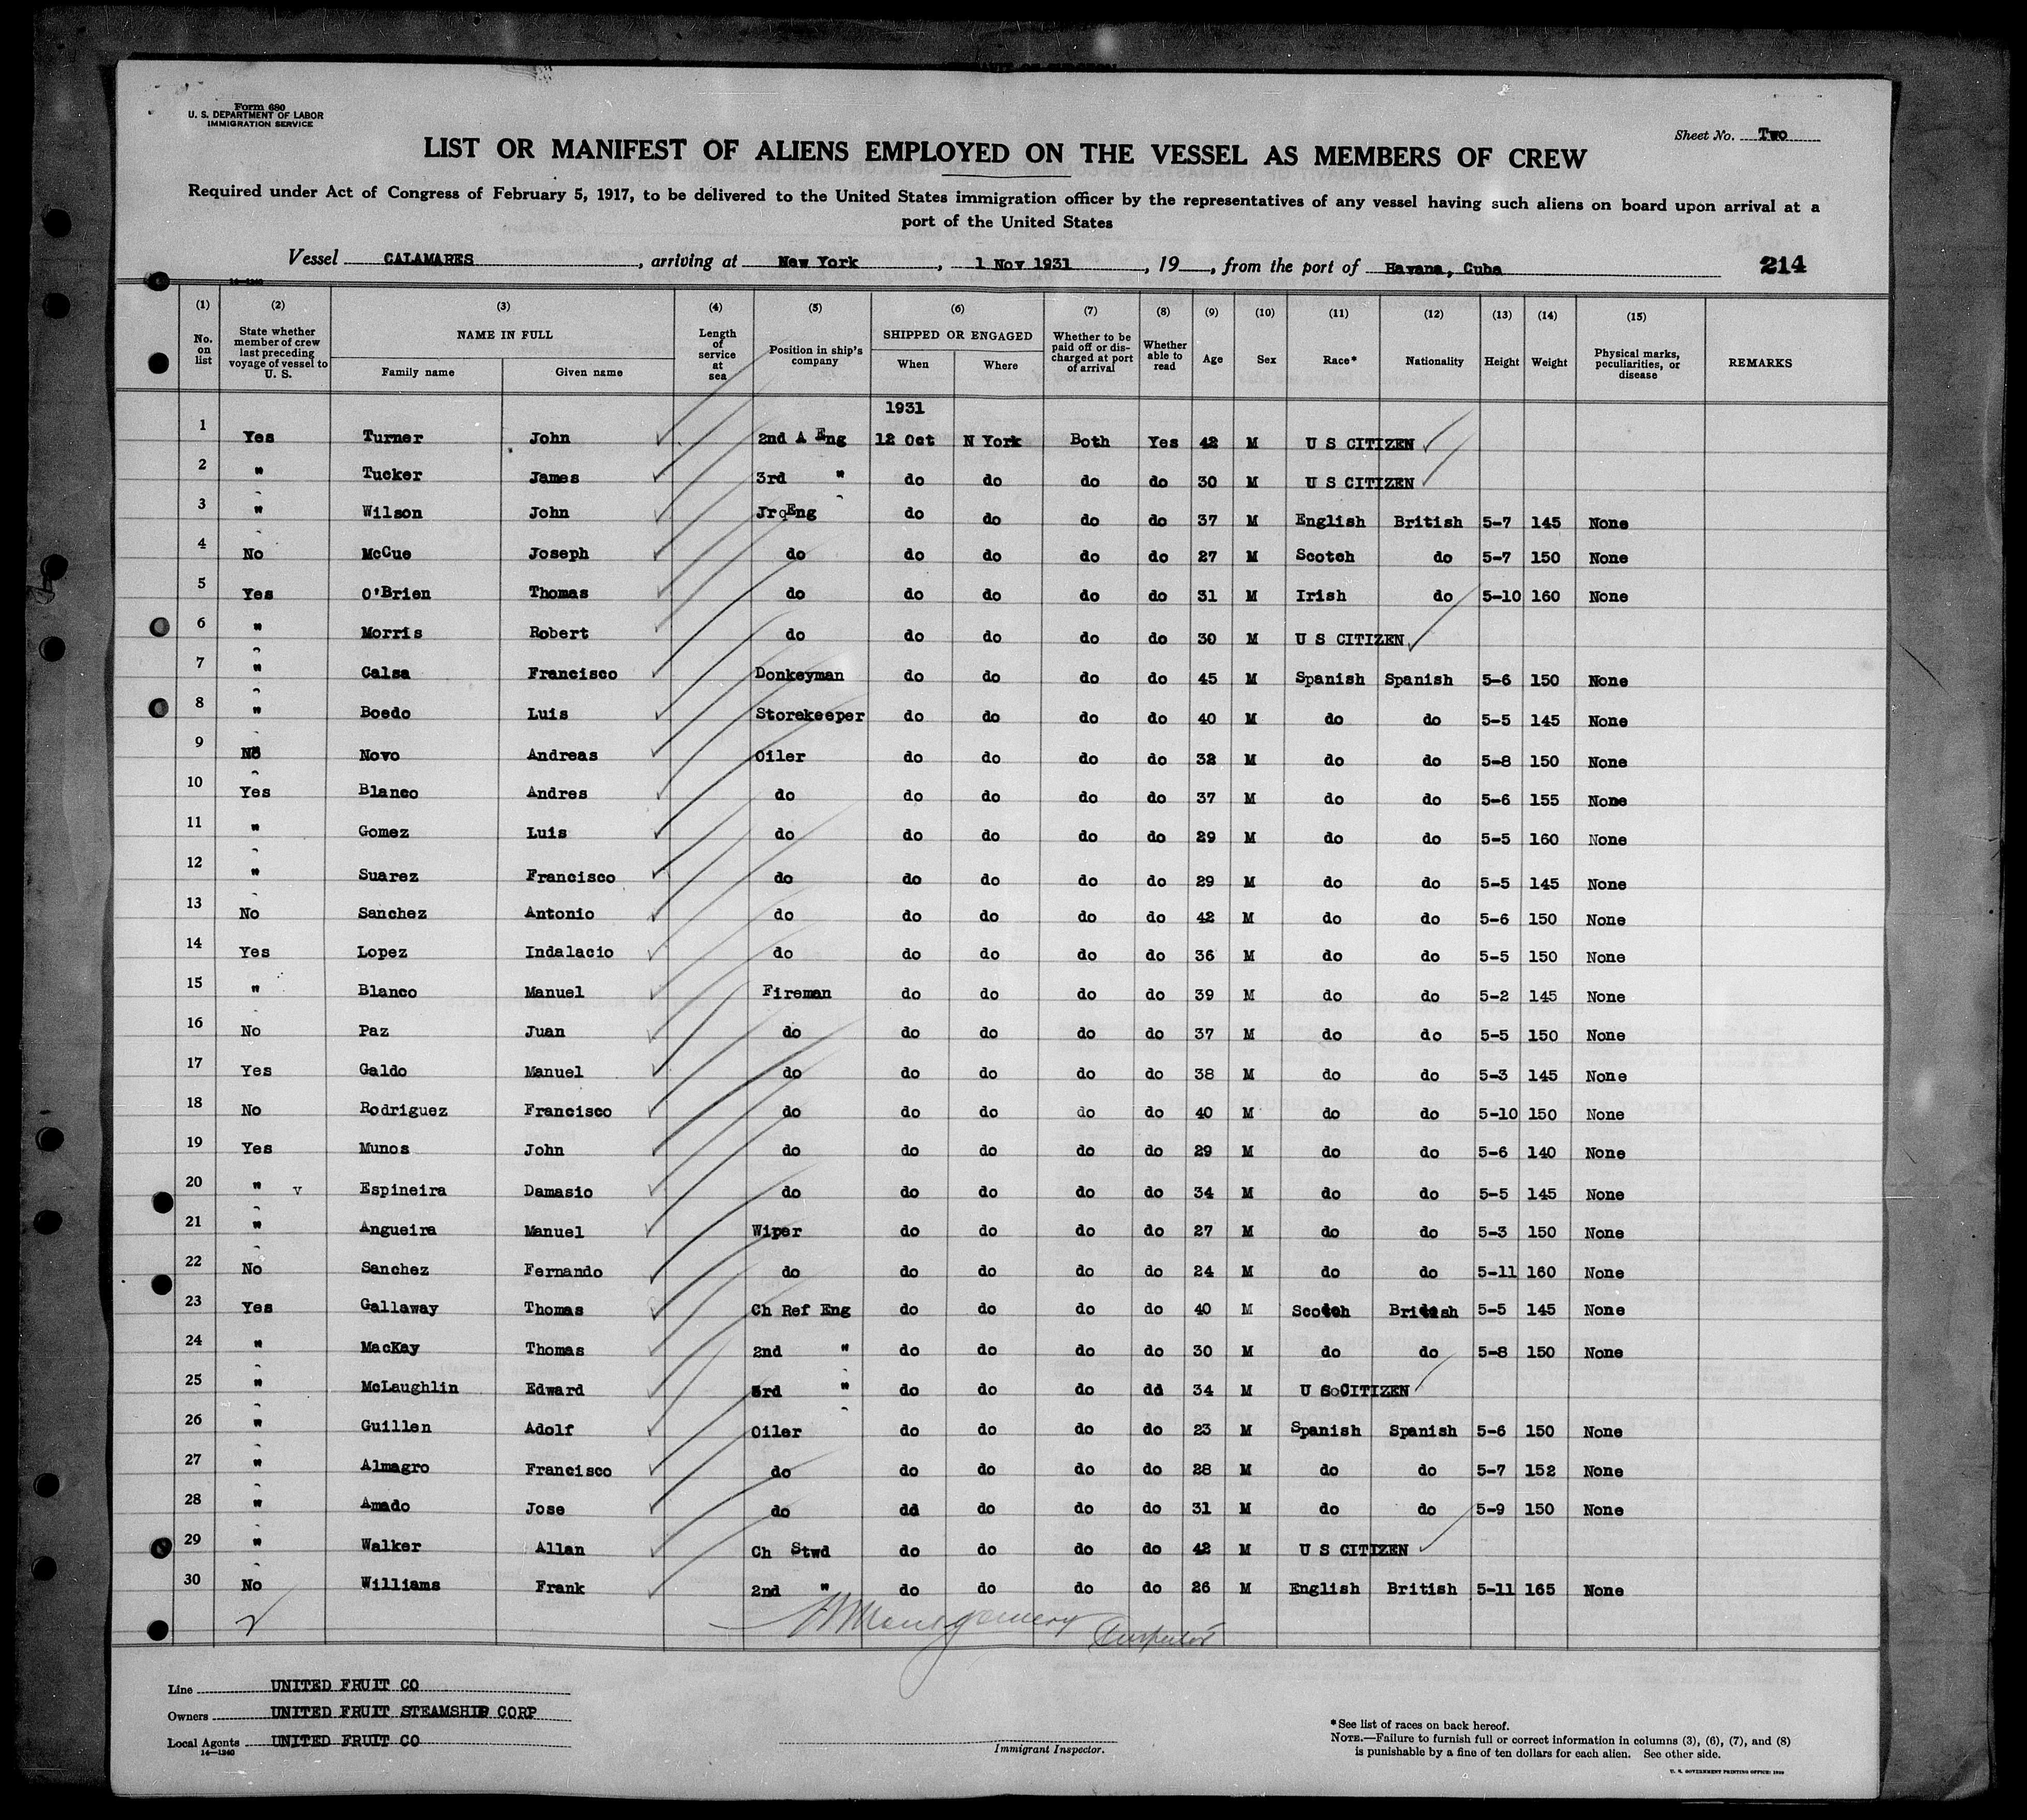 Form 680
U. S. DEPARTMENT OF LABOR
IMMIGRATION SERVICE
Sheet No. Two
LIST OR MANIFEST OF ALIENS EMPLOYED ON THE VESSEL AS MEMBERS OF CREW
Required under Act of Congress of February 5, 1917, to be delivered to the United States immigration officer by the representatives of any vessel having such aliens on board upon arrival at a
port of the United States
Vessel CALAMARES, arriving at New York, 1 Nov 1931, 19, from the port of Havana, Cuba 214
14—1240
(1) (2) (3) (4) (5) (6) (7) (8) (9) (10) (11) (12) (13) (14) (15)
No. on list State whether member of crew last preceding voyage of vessel to U. S. NAME IN FULL Family name Given name Length of service at sea Position in ship's company SHIPPED OR ENGAGED When Where Whether to be paid off or discharged at port of arrival Whether able to read Age Sex Race* Nationality Height Weight Physical marks, peculiarities, or disease REMARKS
1931
1 Yes Turner John 2nd A Eng 12 Oct N York Both Yes 42 M U S CITIZEN
2 " Tucker James 3rd " do do do do 30 M U S CITIZEN
3 " Wilson John Jr Eng do do do do 37 M English British 5-7 145 None
4 No McCue Joseph do do do do do 27 M Scotch do 5-7 150 None
5 Yes O'Brien Thomas do do do do do 31 M Irish do 5-10 160 None
6 " Morris Robert do do do do do 30 M U S CITIZEN
7 " Calsa Francisco Donkeyman do do do do 45 M Spanish Spanish 5-6 150 None
8 " Boedo Luis Storekeeper do do do do 40 M do do 5-5 145 None
9 No Novo Andreas Oiler do do do do 32 M do do 5-8 150 None
10 Yes Blanco Andres do do do do do 37 M do do 5-6 155 None
11 " Gomez Luis do do do do do 29 M do do 5-5 160 None
12 " Suarez Francisco do do do do do 29 M do do 5-5 145 None
13 No Sanchez Antonio do do do do do 42 M do do 5-6 150 None
14 Yes Lopez Indalacio do do do do do 36 M do do 5-5 150 None
15 " Blanco Manuel Fireman do do do do 39 M do do 5-2 145 None
16 No Paz Juan do do do do do 37 M do do 5-5 150 None
17 Yes Galdo Manuel do do do do do 38 M do do 5-3 145 None
18 No Rodriguez Francisco do do do do do 40 M do do 5-10 150 None
19 Yes Munos John do do do do do 29 M do do 5-6 140 None
20 " v Espineira Damasio do do do do do 34 M do do 5-5 145 None
21 " Angueira Manuel Wiper do do do do 27 M do do 5-3 150 None
22 No Sanchez Fernando do do do do do 24 M do do 5-11 160 None
23 Yes Gallaway Thomas Ch Ref Eng do do do do 40 M Scotch British 5-5 145 None
24 " MacKay Thomas 2nd " do do do do 30 M do do 5-8 150 None
25 " McLaughlin Edward 3rd " do do do dd 34 M U S CITIZEN
26 " Guillen Adolf Oiler do do do do 23 M Spanish Spanish 5-6 150 None
27 " Almagro Francisco do do do do do 28 M do do 5-7 152 None
28 " Amado Jose do dd do do do 31 M do do 5-9 150 None
29 " Walker Allan Ch Stwd do do do do 42 M U S CITIZEN
30 No Williams Frank 2nd " do do do do 26 M English British 5-11 165 None
Montgomery Inspector
Line UNITED FRUIT CO
Owners UNITED FRUIT STEAMSHIP CORP
Local Agents UNITED FRUIT CO
14—1240
Immigrant Inspector.
*See list of races on back hereof.
NOTE.—Failure to furnish full or correct information in columns (3), (6), (7), and (8)
is punishable by a fine of ten dollars for each alien. See other side.
U. S. GOVERNMENT PRINTING OFFICE: